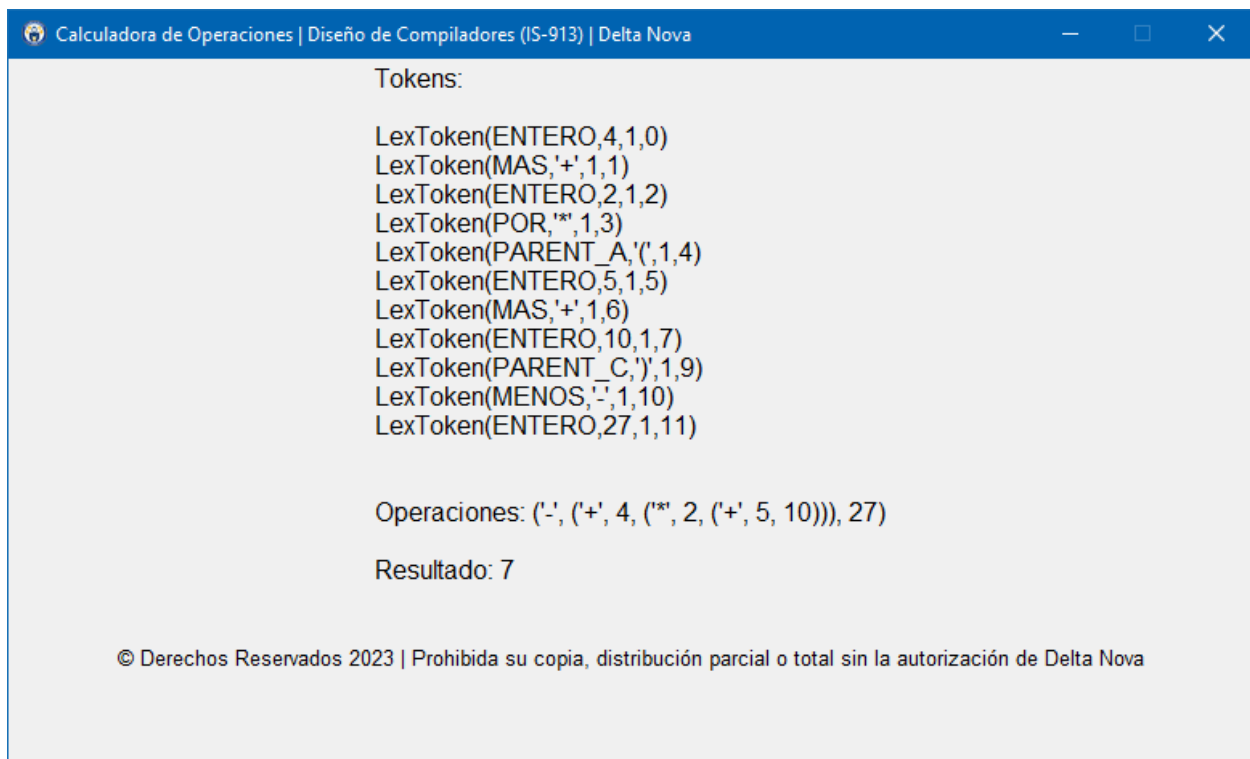 Calculadora de Operaciones | Diseño de Compiladores (IS-913) | Delta Nova
Tokens:
LexToken(ENTERO,4,1,0)
LexToken(MAS,'+',1,1)
LexToken(ENTERO,2,1,2)
LexToken(POR,'*',1,3)
LexToken(PARENT_A,'(',1,4)
LexToken(ENTERO,5,1,5)
LexToken(MAS,'+',1,6)
LexToken(ENTERO,10,1,7)
LexToken(PARENT_C,')',1,9)
LexToken(MENOS,'-',1,10)
LexToken(ENTERO,27,1,11)
Operaciones: ('-', ('+', 4, ('*', 2, ('+', 5, 10))), 27)
Resultado: 7
© Derechos Reservados 2023 | Prohibida su copia, distribución parcial o total sin la autorización de Delta Nova